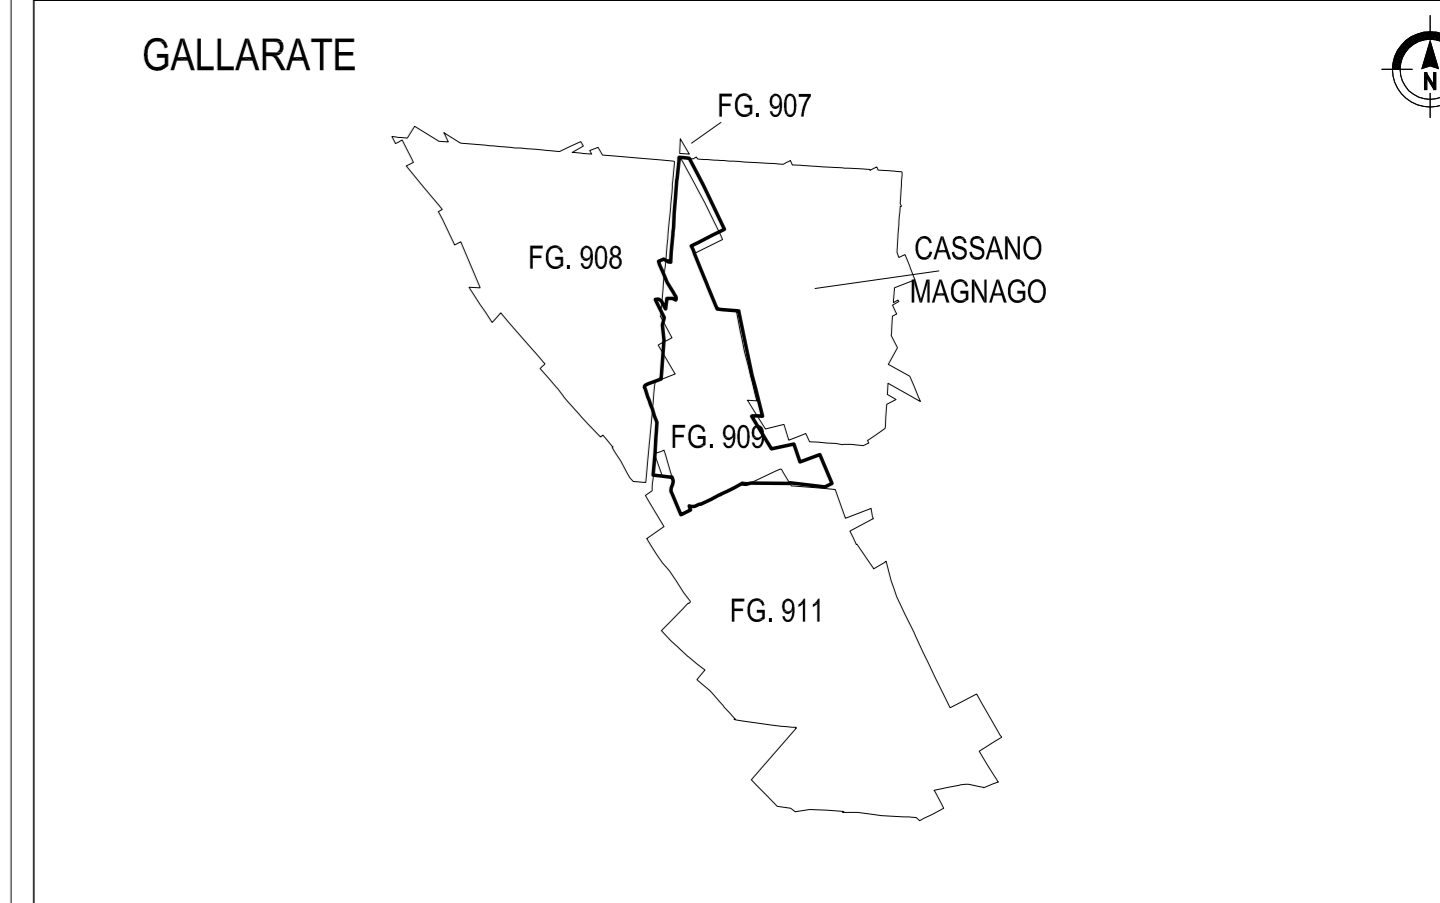 GALLARATE
FG. 907
N
FG. 908
CASSANO
MAGNAGO
FG. 909
FG. 911